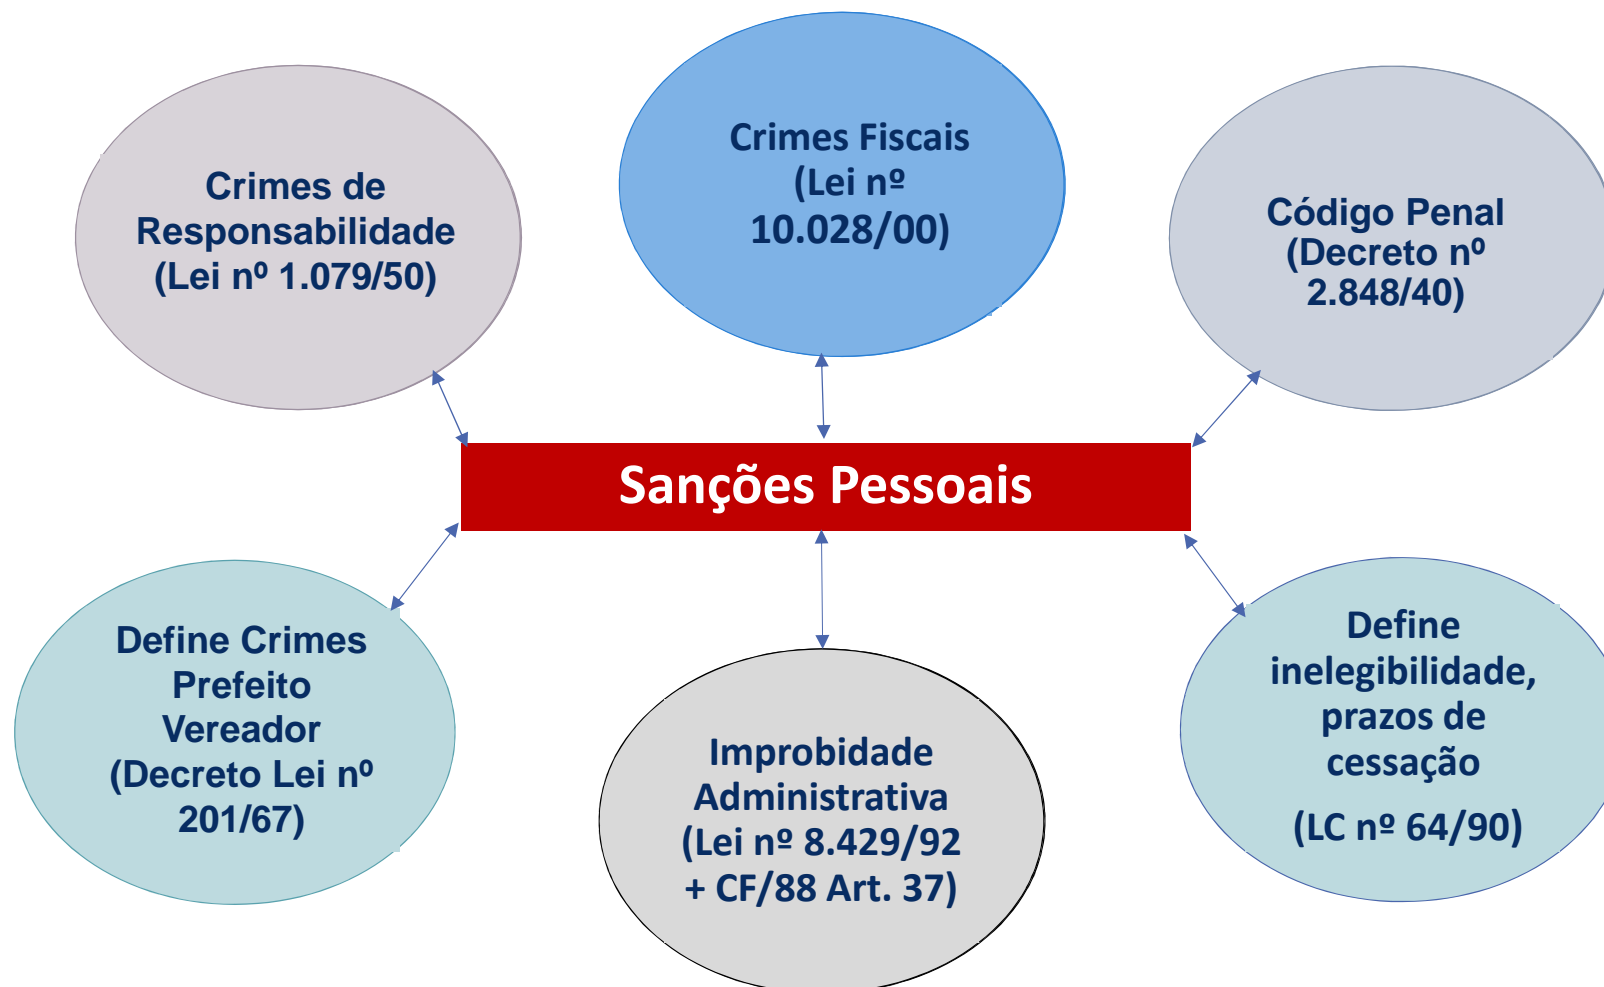 Crimes de
Responsabilidade
(Lei nº 1.079/50)
Crimes Fiscais
(Lei nº
10.028/00)
Código Penal
(Decreto nº
2.848/40)
Sanções Pessoais
Define Crimes
Prefeito
Vereador
(Decreto Lei nº
201/67)
Improbidade
Administrativa
(Lei nº 8.429/92
+ CF/88 Art. 37)
Define
inelegibilidade,
prazos de
cessação
(LC nº 64/90)